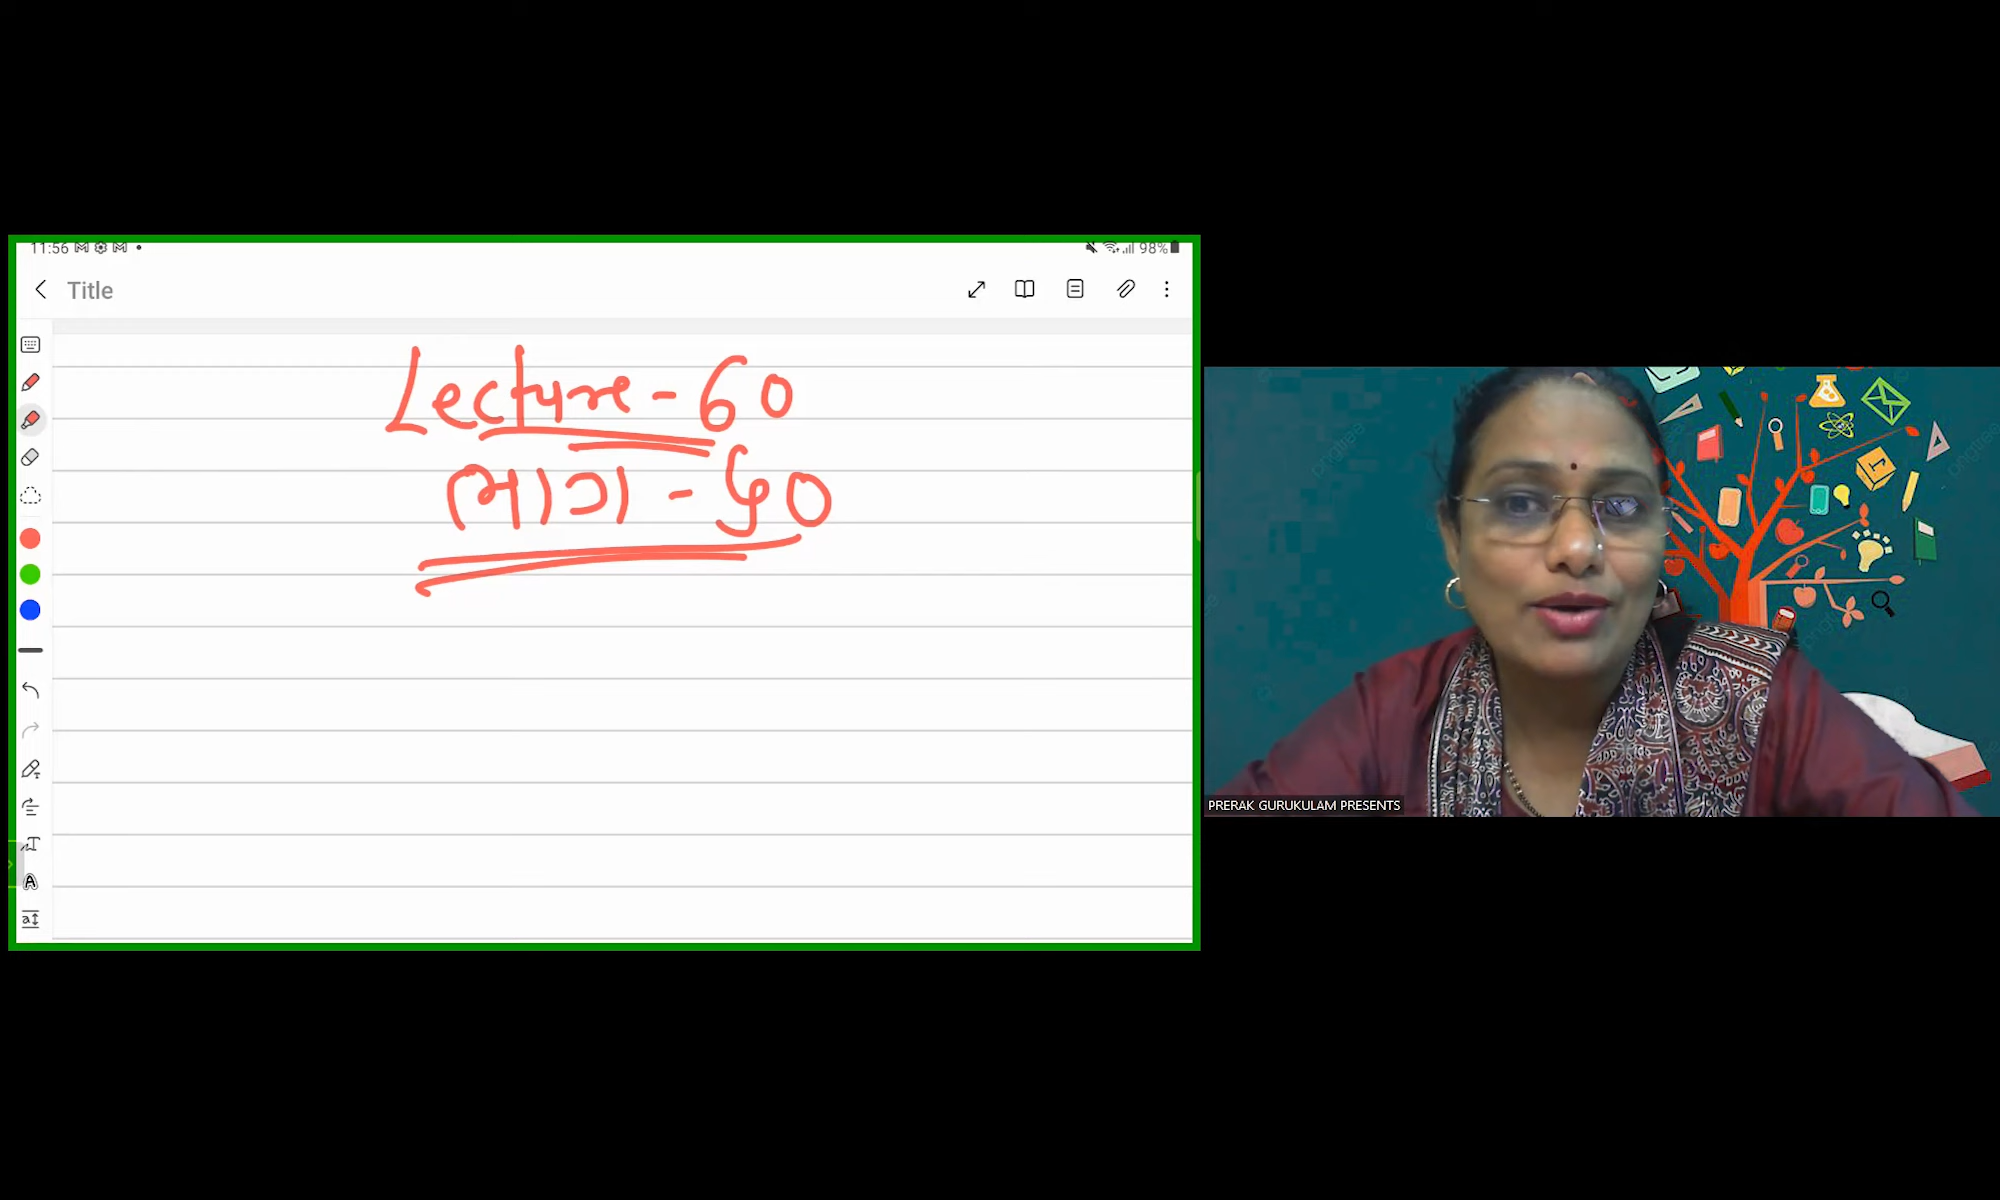 11:56
98%
Title
Lecture - 60
ભાગ - ૬૦
PRERAK GURUKULAM PRESENTS